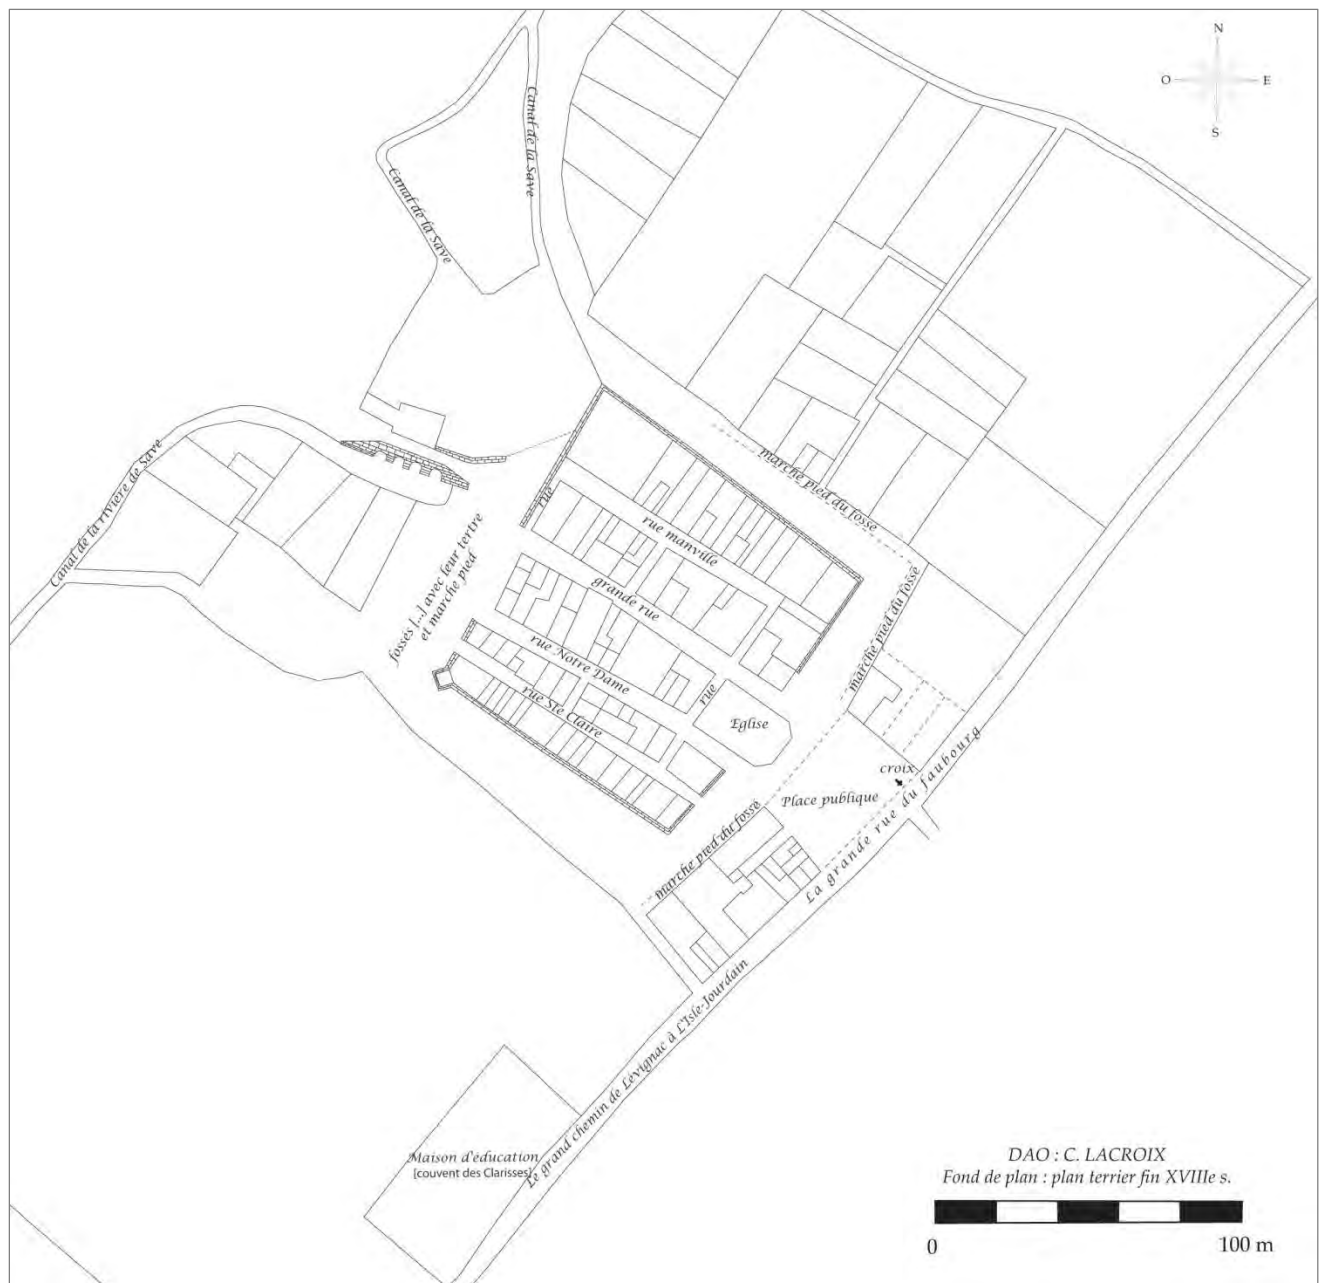 N
O
E
S
Canal de la Save
Canal de la Save
Canal de la rivière de Save
fossés [...] avec leur tertre
et marche pied
rue
rue manville
grande rue
rue Notre Dame
rue Ste Claire
rue
Eglise
marche pied du fossé
marche pied du fossé
marche pied du fossé
croix
Place publique
La grande rue du faubourg
Le grand chemin de Lévignac à L'Isle-Jourdain
Maison d'éducation
[couvent des Clarisses]
DAO : C. LACROIX
Fond de plan : plan terrier fin XVIIIe s.
0
100 m